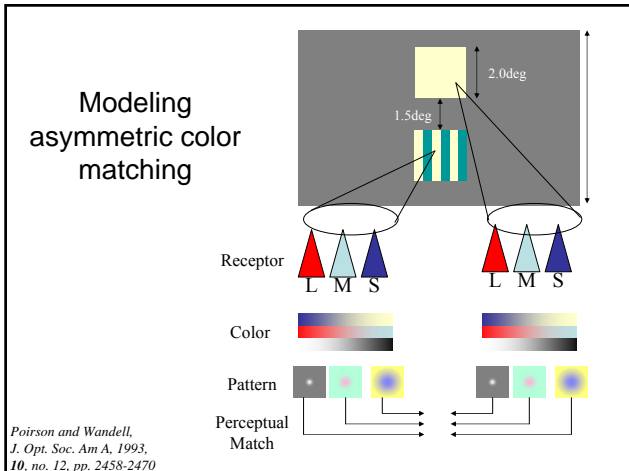 Modeling
asymmetric color
matching
2.0deg
1.5deg
Receptor
L M S
L M S
Color
Pattern
Perceptual
Match
Poirson and Wandell,
J. Opt. Soc. Am A, 1993,
10, no. 12, pp. 2458-2470